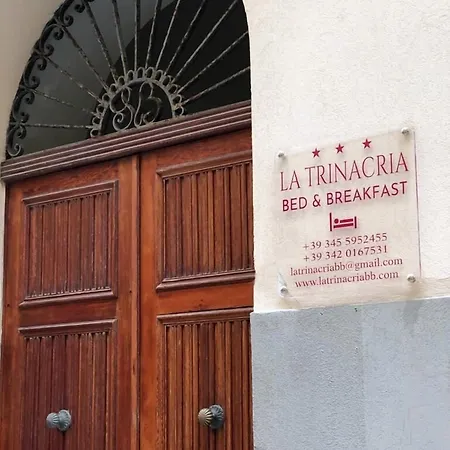 ★ ★ ★
LA TRINACRIA
BED & BREAKFAST
+39 345 5952455
+39 342 0167531
latrinacriabb@gmail.com
www.latrinacriabb.com